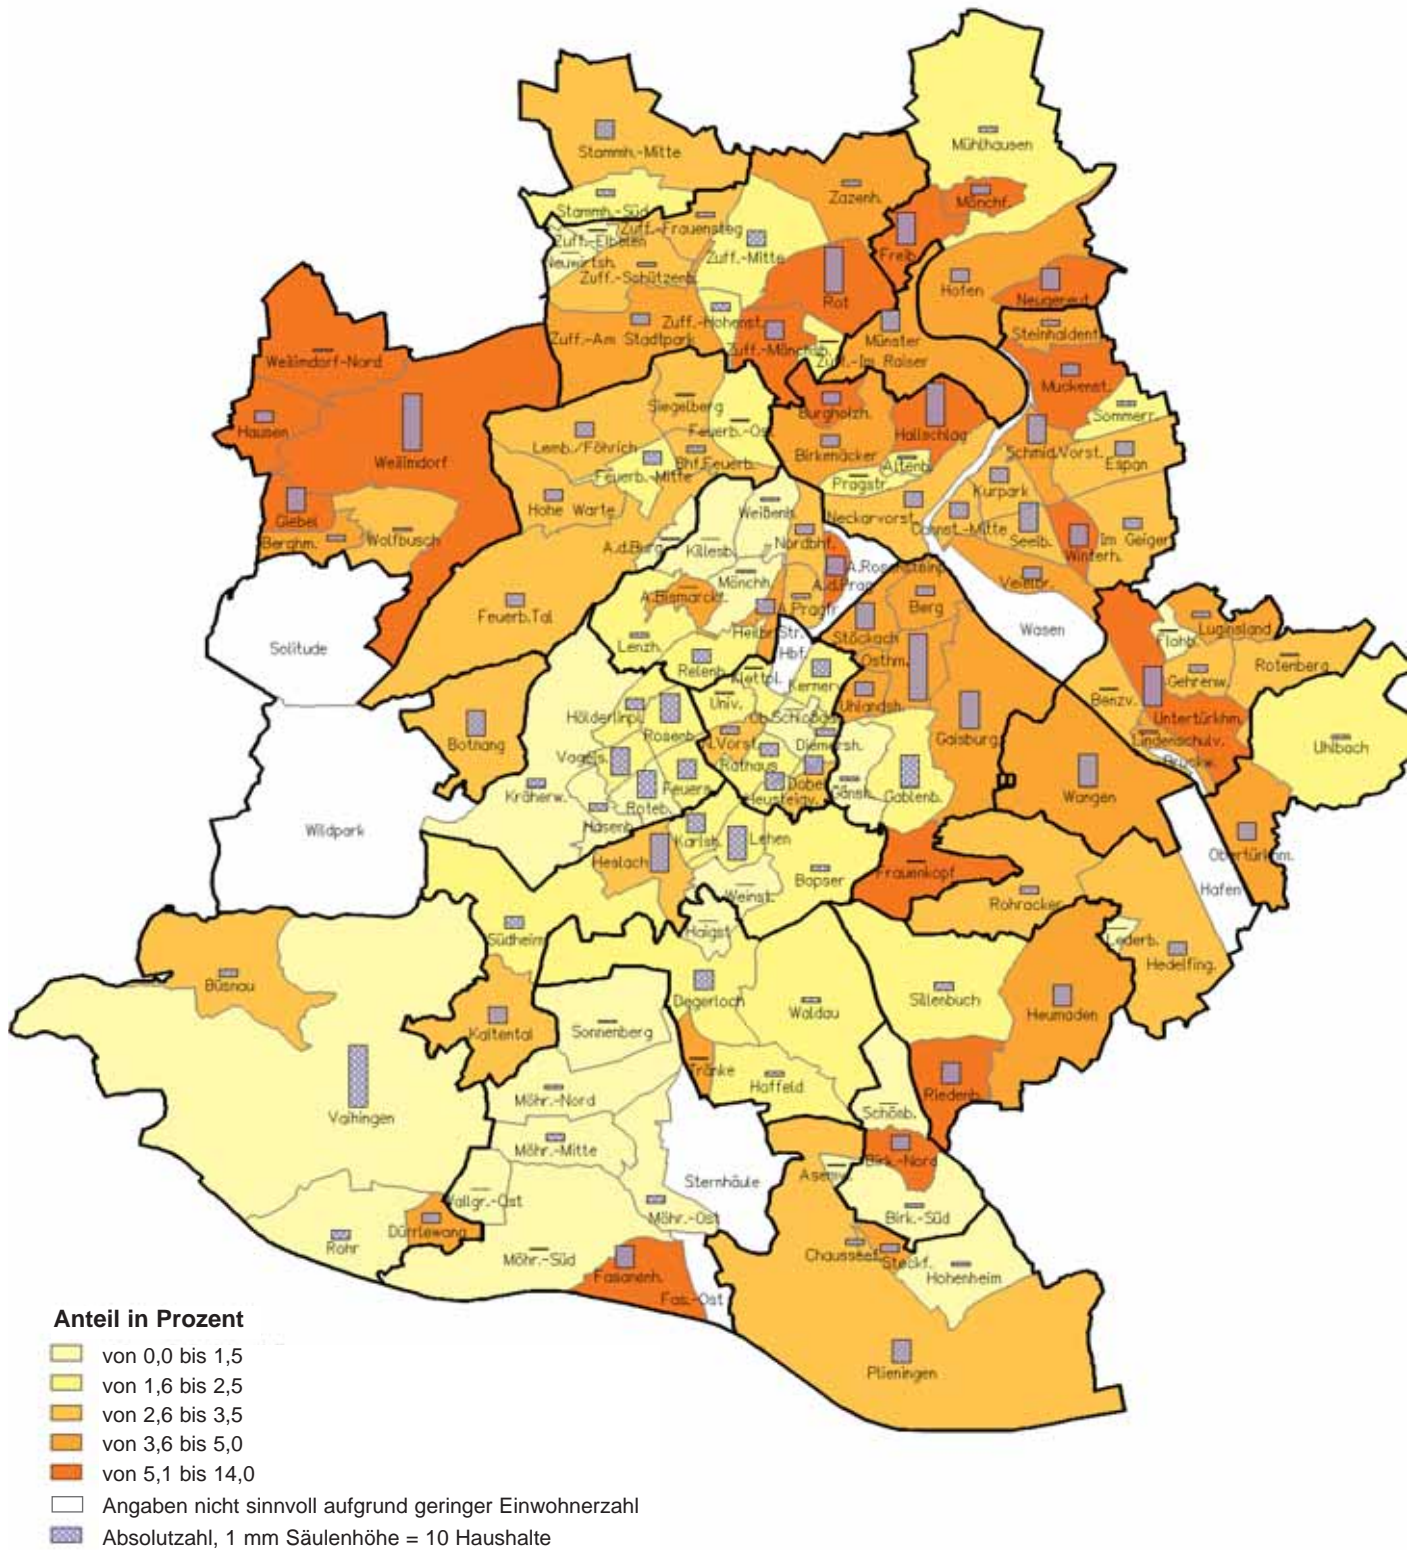 Mühlhausen
Stammh.-Mitte
Mönchf.
Zazenh.
Stammh.-Süd
Zuff.-Frauensteg
Zuff.-Elbelen
Zuff.-Mitte
Freib.
Neuwirtsh.
Zuff.-Schützenb.
Hofen
Rot
Neugereut
Zuff.-Hohenst.
Münster
Steinhaldenf.
Zuff.-Am Stadtpark
Zuff.-Mönchsb.
Zuff.-Im Raiser
Weilimdorf-Nord
Muckenst.
Siegelberg
Burgholzh.
Sommerr.
Hausen
Feuerb.-Ost
Hallschlag
Lemb./Föhrich
Birkenäcker
Schmid.Vorst.
Weilimdorf
Bhf.Feuerb.
Altenb.
Espan
Feuerb.-Mitte
Pragstr.
Kurpark
Giebel
Hohe Warte
Weißenh.
Neckarvorst.
Cannst.-Mitte
Bergh.
Wolfbusch
Nordbhf.
Seelb.
Winterh.
Im Geiger
A.d.Burg
Killesb.
A.Rosensteinp.
A.d.Prag
Mönchh.
Veielbr.
A.Bismarckt.
A.Pragfr.
Berg
Feuerb.Tal
Wasen
Luginsland
Heilbr.Str.
Stöckach
Flohb.
Solitude
Lenzh.
Hbf.
Rotenberg
Relenb.
Osthm.
Gehrenw.
Klettpl.
Kernerv.
Benzv.
Univ.
Uhlandsh.
Hölderlinpl.
Ob.Schloßg.
Untertürkhm.
Rosenb.
Botnang
N.Vorst.
Diemersh.
Gaisburg
Lindenschulv.
Uhlbach
Vogels.
Rathaus
Bruckw.
Feuers.
Dobel
Gänsh.
Gablenb.
Kräherw.
Roteb.
Heusteigv.
Wangen
Hasenb.
Wildpark
Karlsh.
Lehen
Heslach
Obertürkhm.
Bopser
Frauenkopf
Hafen
Weinst.
Rohracker
Südheim
Haigst
Lederb.
Hedelfing.
Büsnau
Degerloch
Sillenbuch
Waldau
Kaltental
Sonnenberg
Heumaden
Tränke
Hoffeld
Riedenb.
Möhr.-Nord
Schönb.
Vaihingen
Möhr.-Mitte
Birk.-Nord
Sternhäule
Asemw.
Wallgr.-Ost
Möhr.-Ost
Birk.-Süd
Dürrlewang
Rohr
Möhr.-Süd
Chausseef.
Steckf.
Fasanenh.
Hohenheim
Fas.-Ost
Anteil in Prozent
von 0,0 bis 1,5
von 1,6 bis 2,5
Plieningen
von 2,6 bis 3,5
von 3,6 bis 5,0
von 5,1 bis 14,0
Angaben nicht sinnvoll aufgrund geringer Einwohnerzahl
Absolutzahl, 1 mm Säulenhöhe = 10 Haushalte